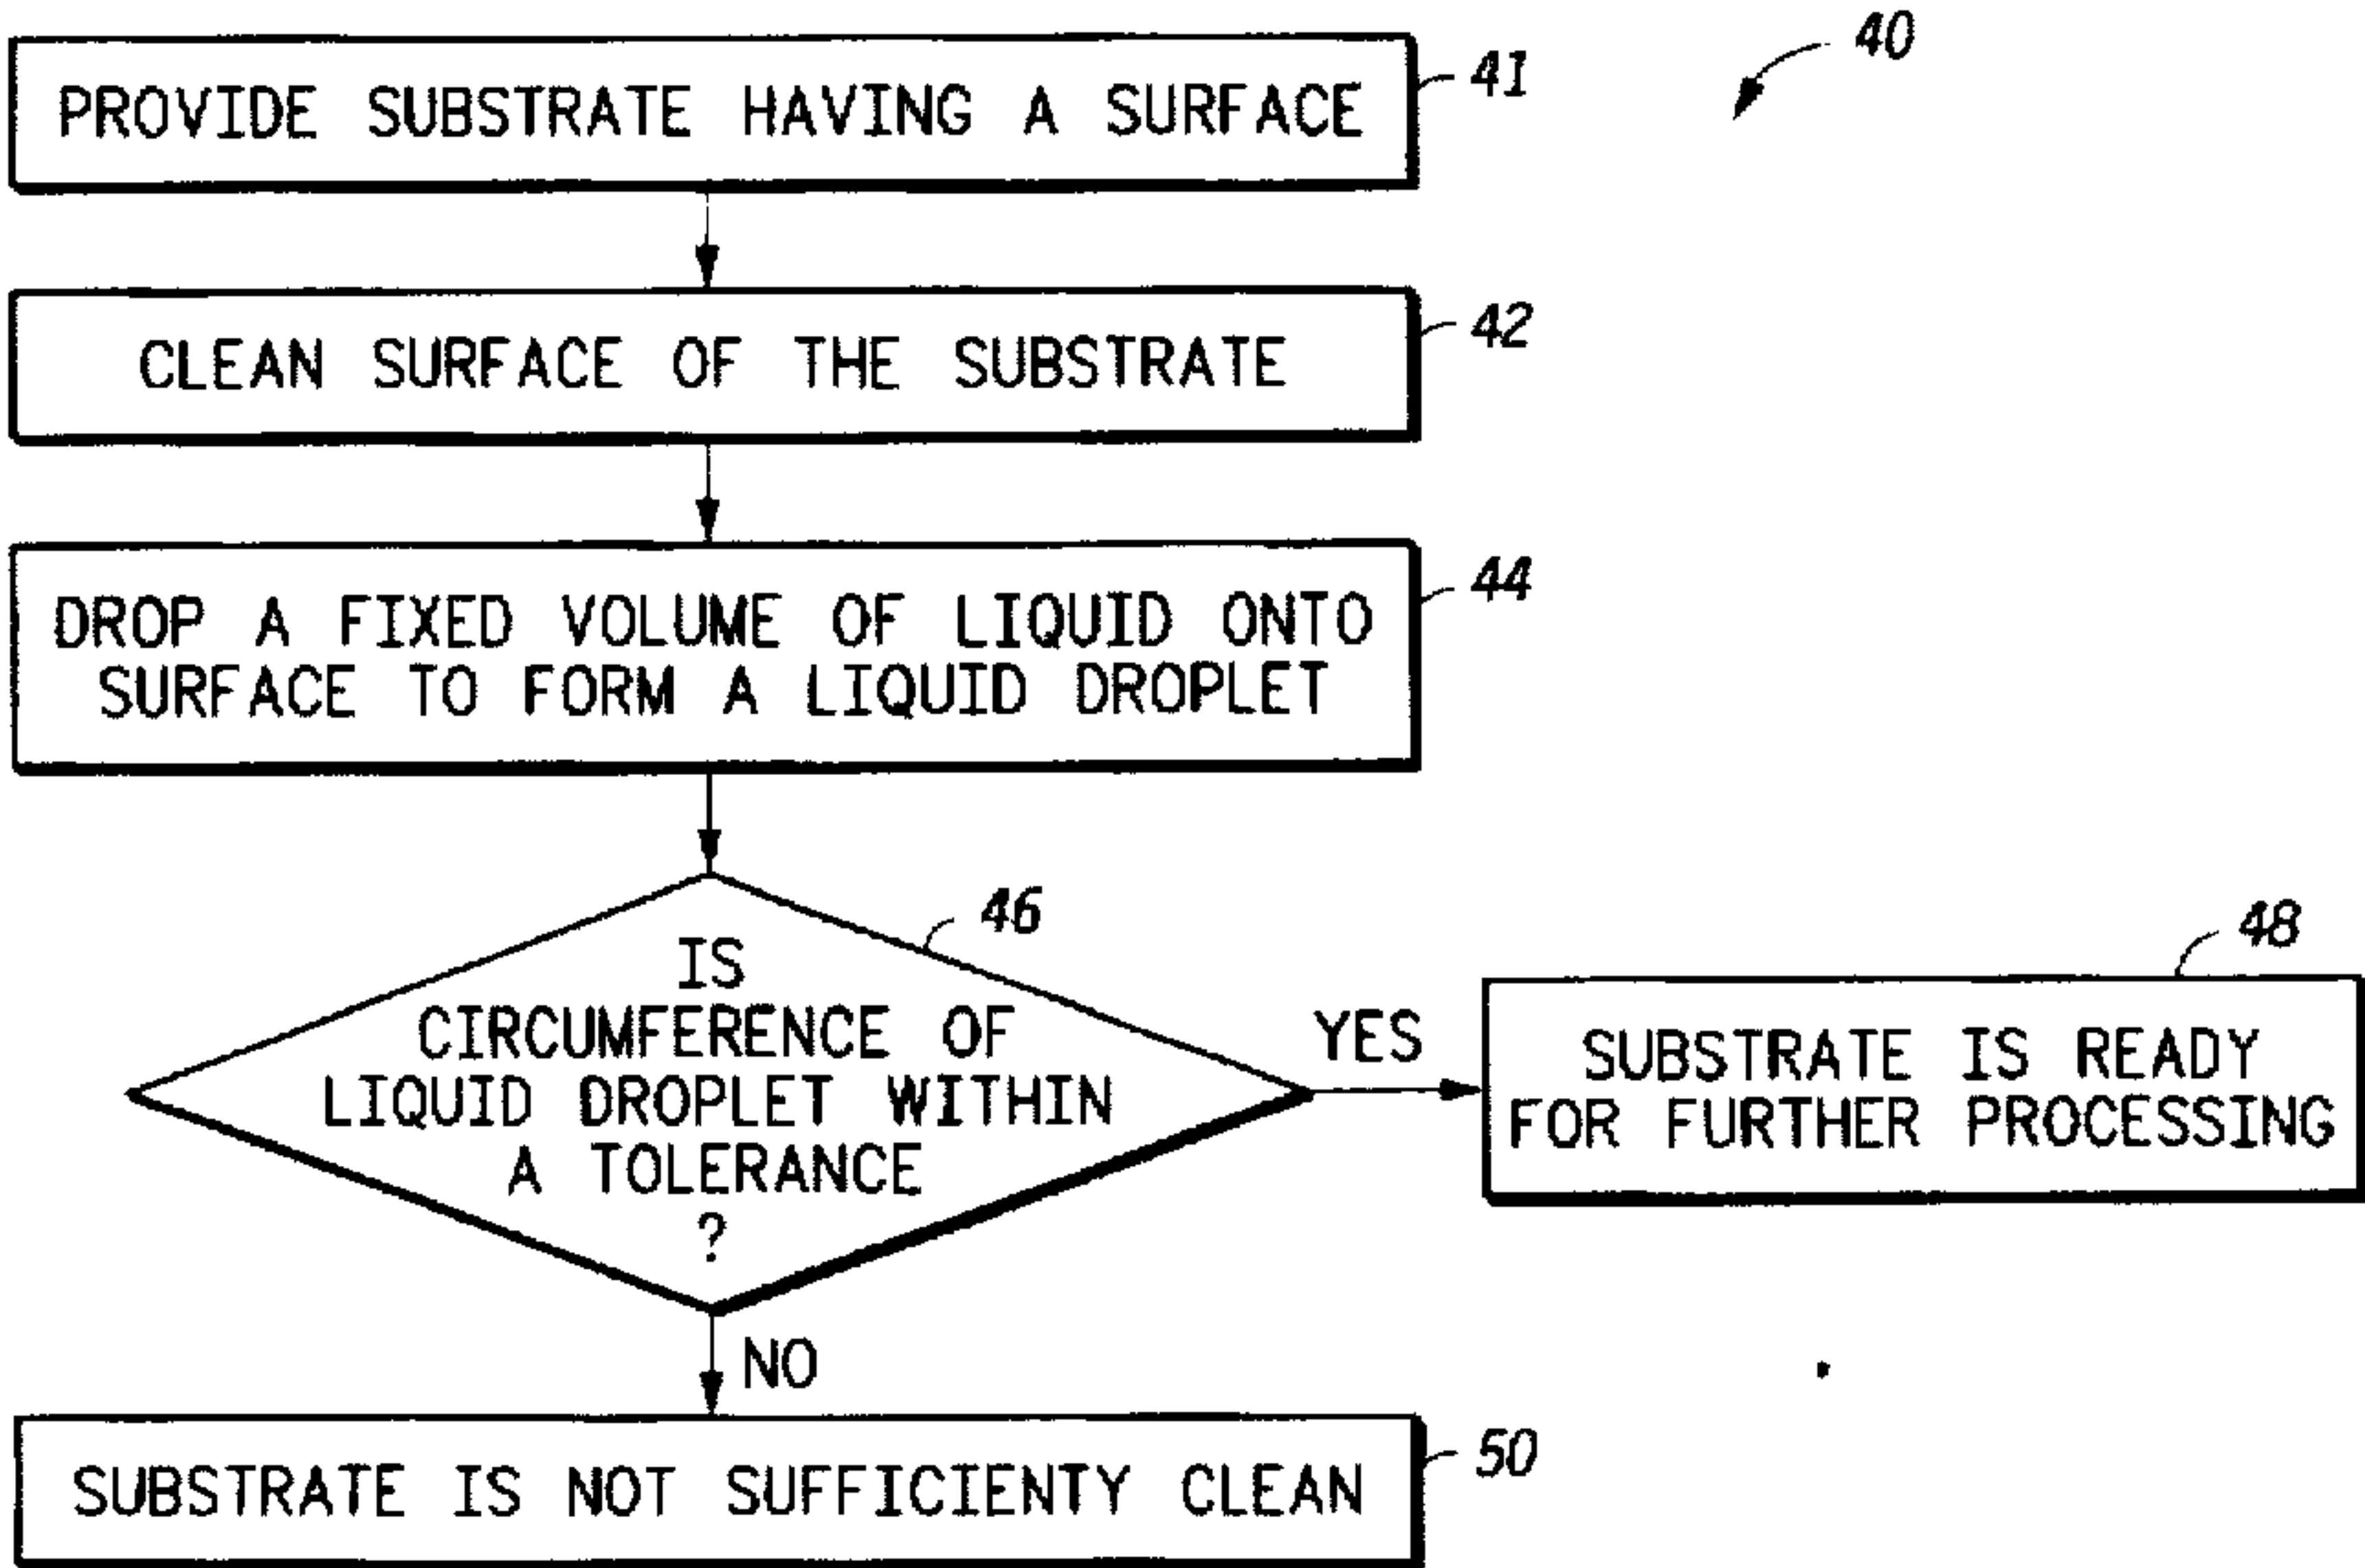 40
PROVIDE SUBSTRATE HAVING A SURFACE
41
CLEAN SURFACE OF THE SUBSTRATE
42
DROP A FIXED VOLUME OF LIQUID ONTO
SURFACE TO FORM A LIQUID DROPLET
44
IS
CIRCUMFERENCE OF
LIQUID DROPLET WITHIN
A TOLERANCE
?
46
YES
SUBSTRATE IS READY
FOR FURTHER PROCESSING
48
NO
SUBSTRATE IS NOT SUFFICIENTY CLEAN
50